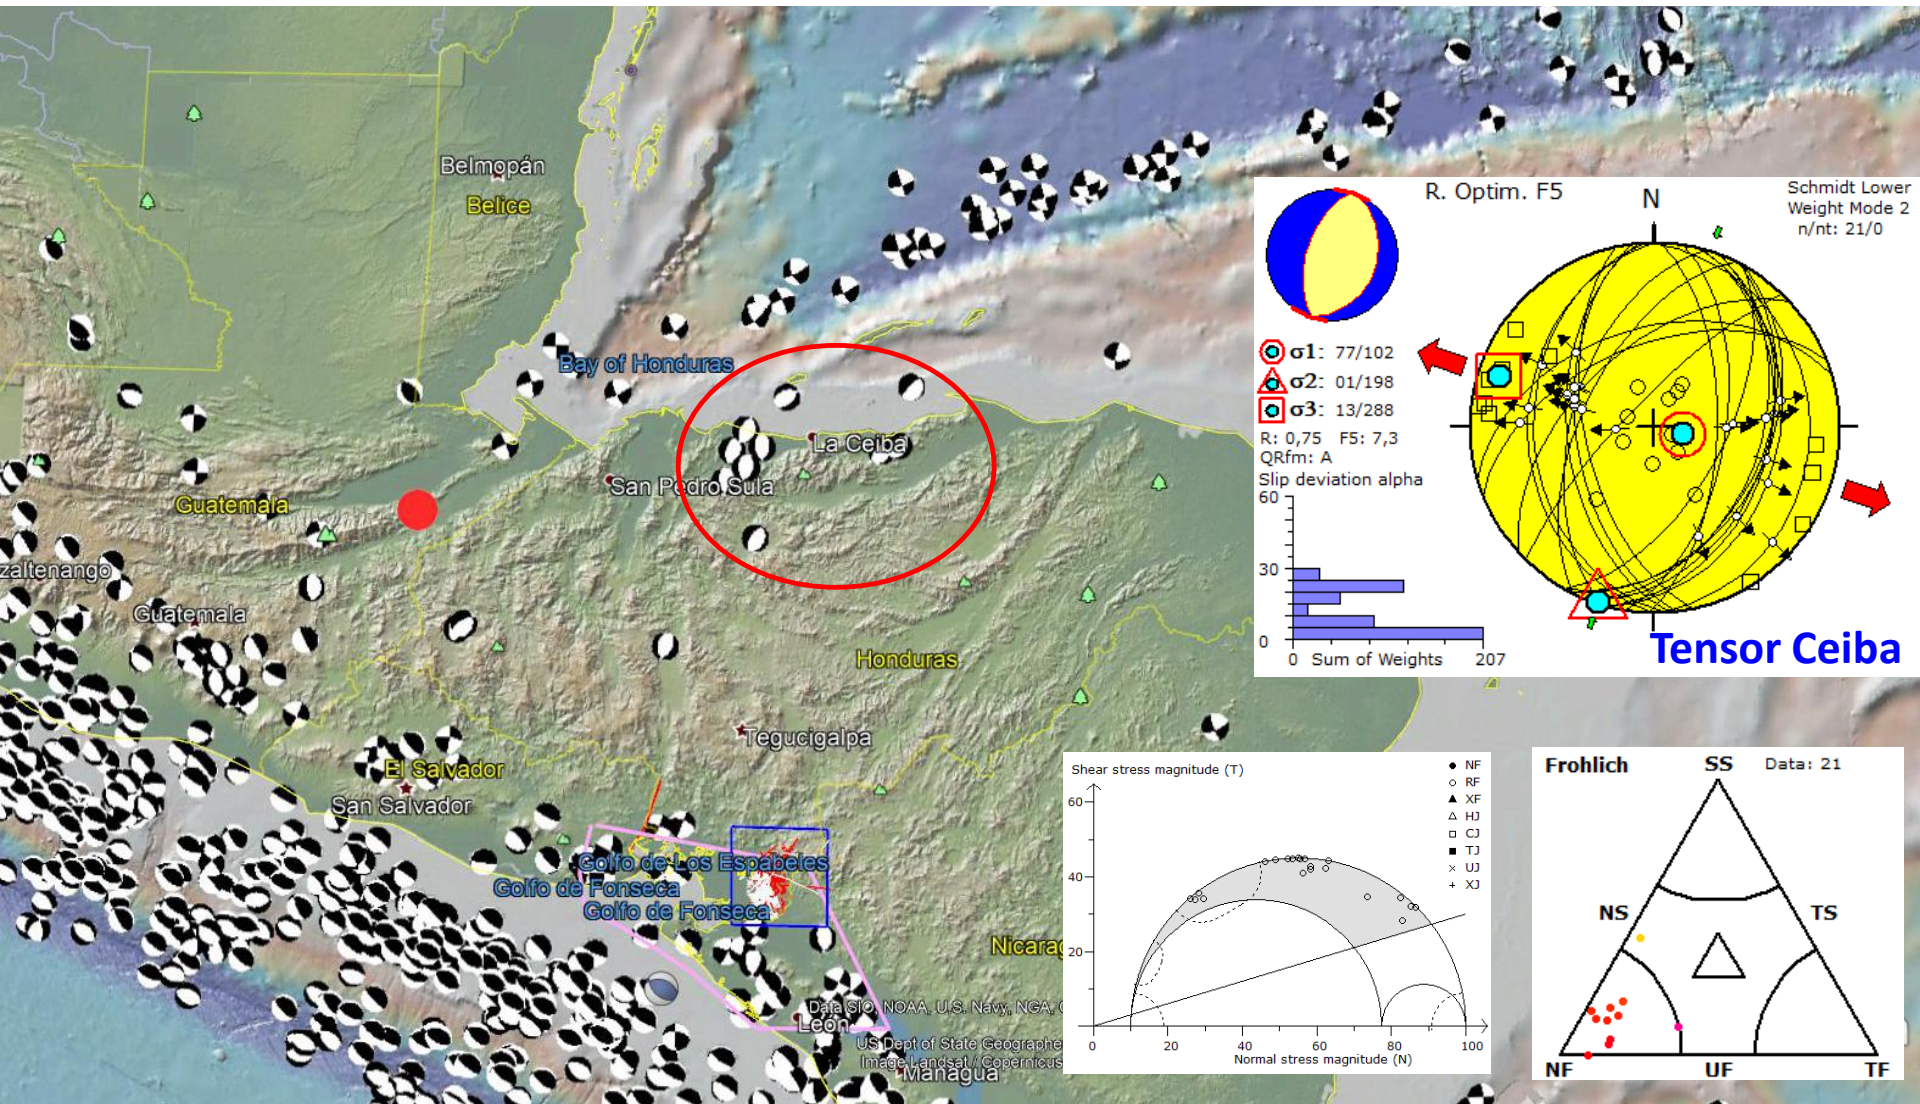 Belmopán
Belice
Bay of Honduras
La Ceiba
San Pedro Sula
Guatemala
zaltenango
Guatemala
Honduras
Tegucigalpa
El Salvador
San Salvador
Golfo de Los Espabeles
Golfo de Fonseca
Golfo de Fonseca
Nicarag
Data SIO, NOAA, U.S. Navy, NGA,
León
US Dept of State Geographe
Image Landsat / Copernicus
Managua
R. Optim. F5
N
Schmidt Lower
Weight Mode 2
n/nt: 21/0
σ1: 77/102
σ2: 01/198
σ3: 13/288
R: 0,75 F5: 7,3
QRfm: A
Slip deviation alpha
60
30
0
0 Sum of Weights 207
Tensor Ceiba
Shear stress magnitude (T)
NF
RF
XF
HJ
CJ
TJ
UJ
XJ
60
40
20
0 20 40 60 80 100
Normal stress magnitude (N)
Frohlich SS Data: 21
NS TS
NF UF TF